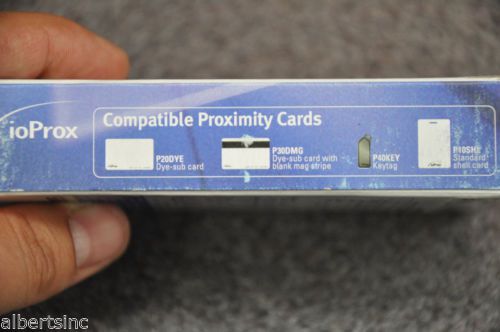 ioProx
Compatible Proximity Cards
P20DYE
Dye-sub card
P30DMG
Dye-sub card with
blank mag stripe
P40KEY
Keytag
P10SHL
Standard
shell card
albertsinc